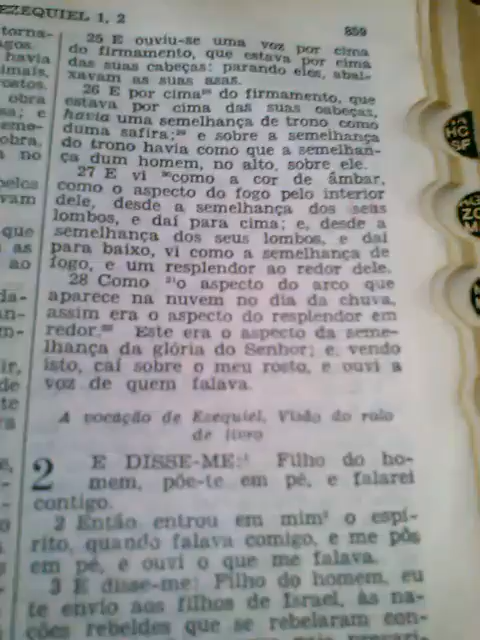 EZEQUIEL 1, 2
859
torna-
havia
obra
que
as
ao
25 E ouviu-se uma voz por cima
do firmamento, que estava por cima
das suas cabeças: parando eles, abai-
xavam as suas asas.
26 E por cima do firmamento, que
estava por cima das suas cabeças,
havia uma semelhança de trono como
duma safira; e sobre a semelhança
do trono havia como que a semelhan-
ça dum homem, no alto, sobre ele.
27 E vi como a cor de âmbar,
como o aspecto do fogo pelo interior
dele, desde a semelhança dos seus
lombos, e daí para cima; e, desde a
semelhança dos seus lombos, e daí
para baixo, vi como a semelhança de
fogo, e um resplendor ao redor dele.
28 Como o aspecto do arco que
aparece na nuvem no dia da chuva,
assim era o aspecto do resplendor em
redor. Este era o aspecto da seme-
lhança da glória do Senhor; e, vendo
isto, caí sobre o meu rosto, e ouvi a
voz de quem falava.
A vocação de Ezequiel. Visão do rolo
de livro
2 E DISSE-ME: Filho do ho-
mem, põe-te em pé, e falarei
contigo.
2 Então entrou em mim o espí-
rito, quando falava comigo, e me pôs
em pé, e ouvi o que me falava.
3 E disse-me: Filho do homem, eu
te envio aos filhos de Israel, às na-
ções rebeldes que se rebelaram con-
HC
SF